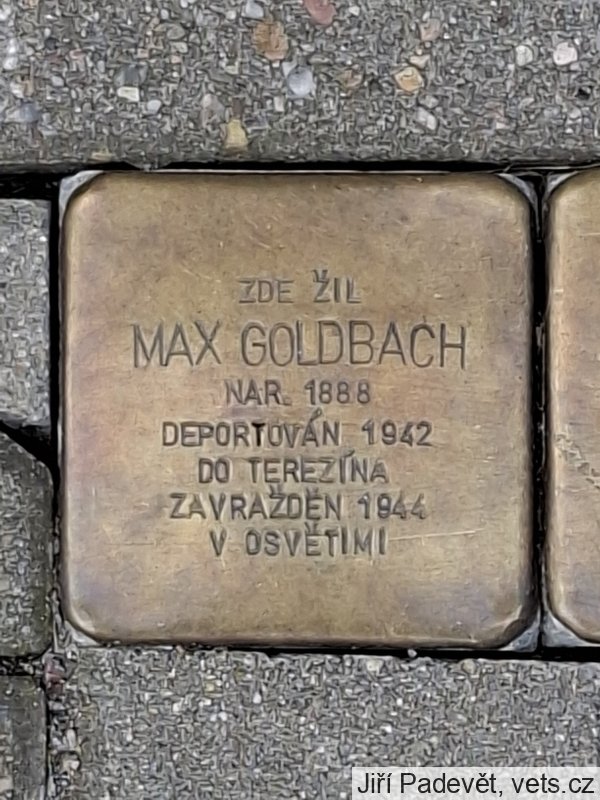 ZDE ŽIL
MAX GOLDBACH
NAR. 1888
DEPORTOVÁN 1942
DO TEREZÍNA
ZAVRAŽDĚN 1944
V OSVĚTIMI
Jiří Padevět, vets.cz